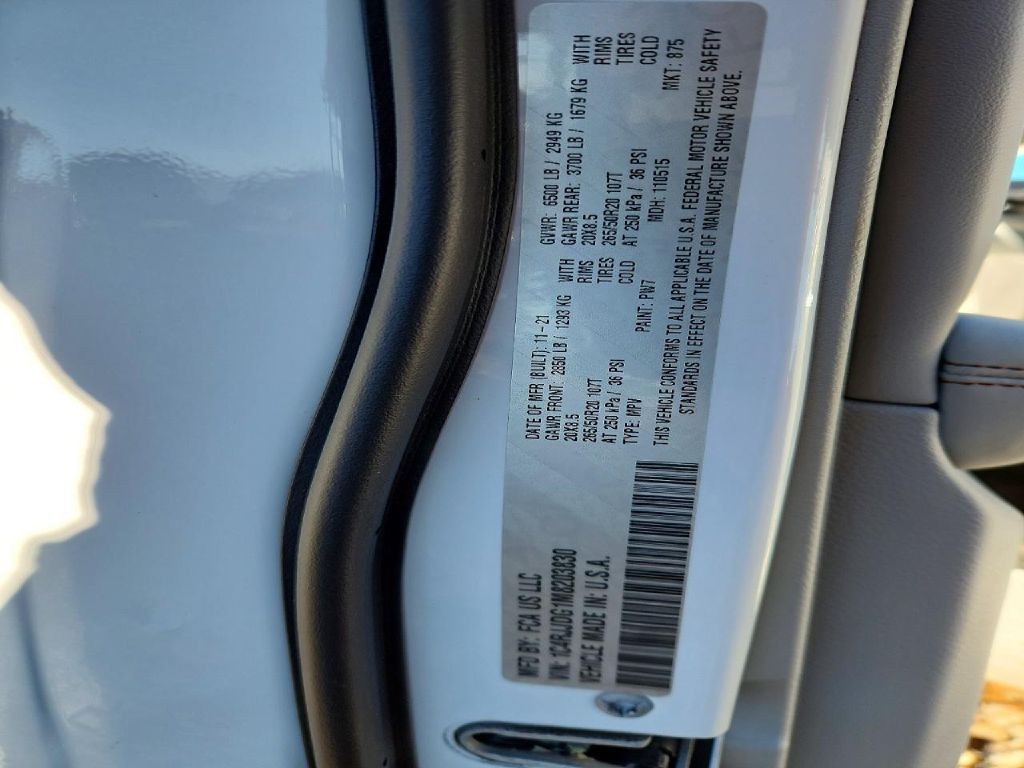 MFD BY: FCA US LLC
DATE OF MFR (BUILT): 11-21
GVWR: 6500 LB / 2949 KG
VIN: 1C4RJJDG1M8203830
GAWR FRONT: 2850 LB / 1293 KG WITH
GAWR REAR: 3700 LB / 1679 KG WITH
VEHICLE MADE IN: U.S.A.
20X8.5 RIMS
20X8.5 RIMS
265/50R20 107T TIRES
265/50R20 107T TIRES
AT 250 kPa / 36 PSI COLD
AT 250 kPa / 36 PSI COLD
TYPE: MPV PAINT: PW7 MDH: 110515 MKT: 875
THIS VEHICLE CONFORMS TO ALL APPLICABLE U.S.A. FEDERAL MOTOR VEHICLE SAFETY
STANDARDS IN EFFECT ON THE DATE OF MANUFACTURE SHOWN ABOVE.